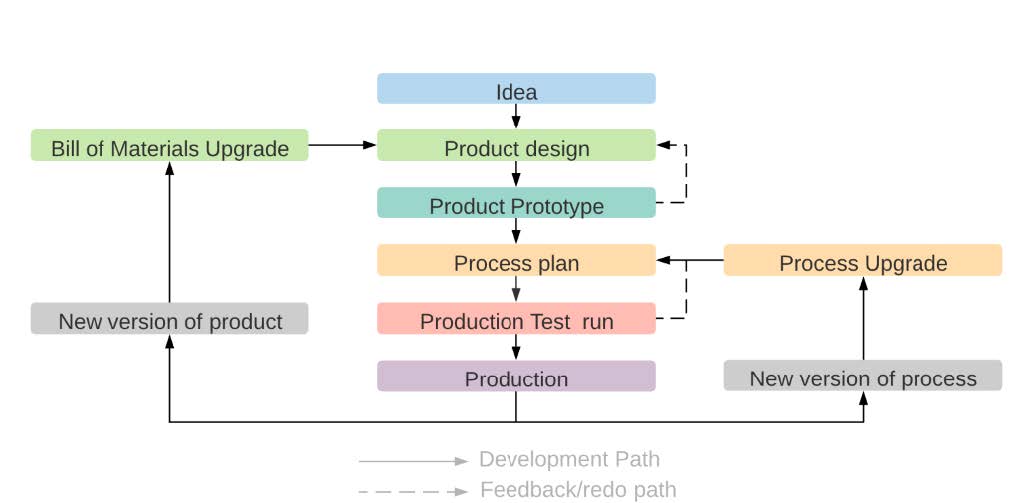 Idea
Bill of Materials Upgrade
Product design
Product Prototype
Process plan
Process Upgrade
New version of product
Production Test run
Production
New version of process
Development Path
Feedback/redo path